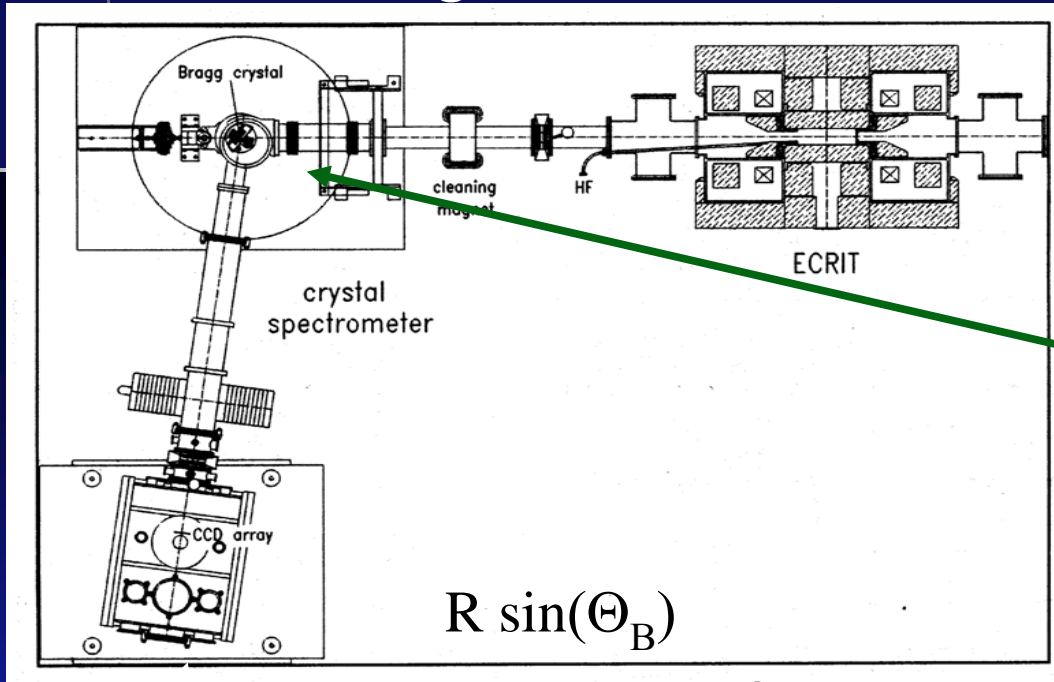 Bragg crystal
cleaning
magnet
HF
ECRIT
crystal
spectrometer
CCD array
R sin(Θ_B)